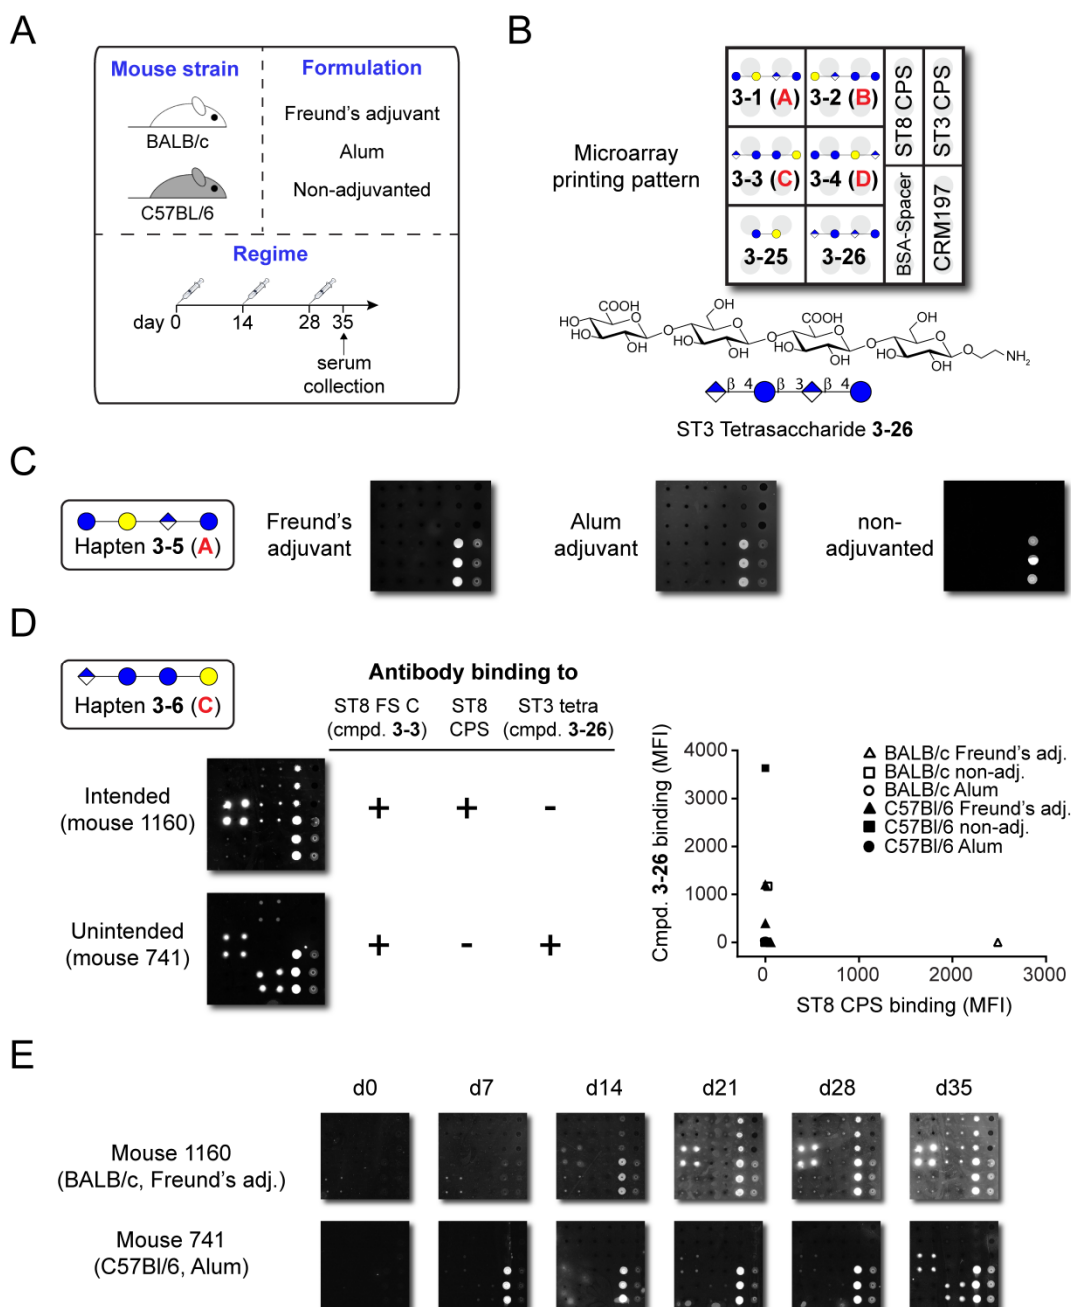 A
Mouse strain
BALB/c
C57BL/6
Formulation
Freund's adjuvant
Alum
Non-adjuvanted
Regime
day 0 14 28 35
serum
collection
B
Microarray
printing pattern
3-1 (A)
3-2 (B)
3-3 (C)
3-4 (D)
3-25
3-26
ST8 CPS
ST3 CPS
BSA-Spacer
CRM197
COOH
HO
HO
OH
O
O
OH
O
HO
OH
O
COOH
O
HO
OH
O
OH
O
HO
OH
O
NH2
β 4 β 3 β 4
ST3 Tetrasaccharide 3-26
C
Hapten 3-5 (A)
Freund's
adjuvant
Alum
adjuvant
non-
adjuvanted
D
Hapten 3-6 (C)
Antibody binding to
ST8 FS C
(cmpd. 3-3)
ST8
CPS
ST3 tetra
(cmpd. 3-26)
Intended
(mouse 1160)
+ + -
Unintended
(mouse 741)
+ - +
Cmpd. 3-26 binding (MFI)
4000
3000
2000
1000
0
0 1000 2000 3000
ST8 CPS binding (MFI)
BALB/c Freund's adj.
BALB/c non-adj.
BALB/c Alum
C57Bl/6 Freund's adj.
C57Bl/6 non-adj.
C57Bl/6 Alum
E
d0 d7 d14 d21 d28 d35
Mouse 1160
(BALB/c, Freund's adj.)
Mouse 741
(C57Bl/6, Alum)